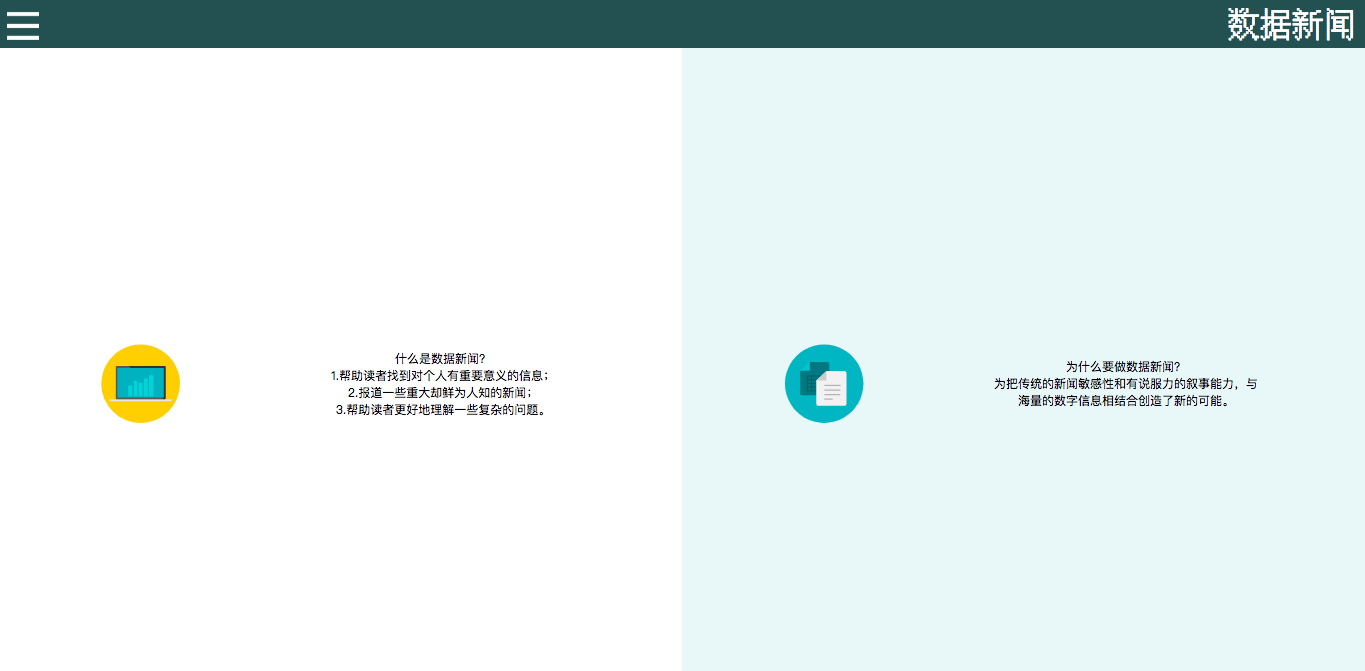 数据新闻
什么是数据新闻？
1.帮助读者找到对个人有重要意义的信息；
2.报道一些重大却鲜为人知的新闻；
3.帮助读者更好地理解一些复杂的问题。
为什么要做数据新闻？
为把传统的新闻敏感性和有说服力的叙事能力，与
海量的数字信息相结合创造了新的可能。